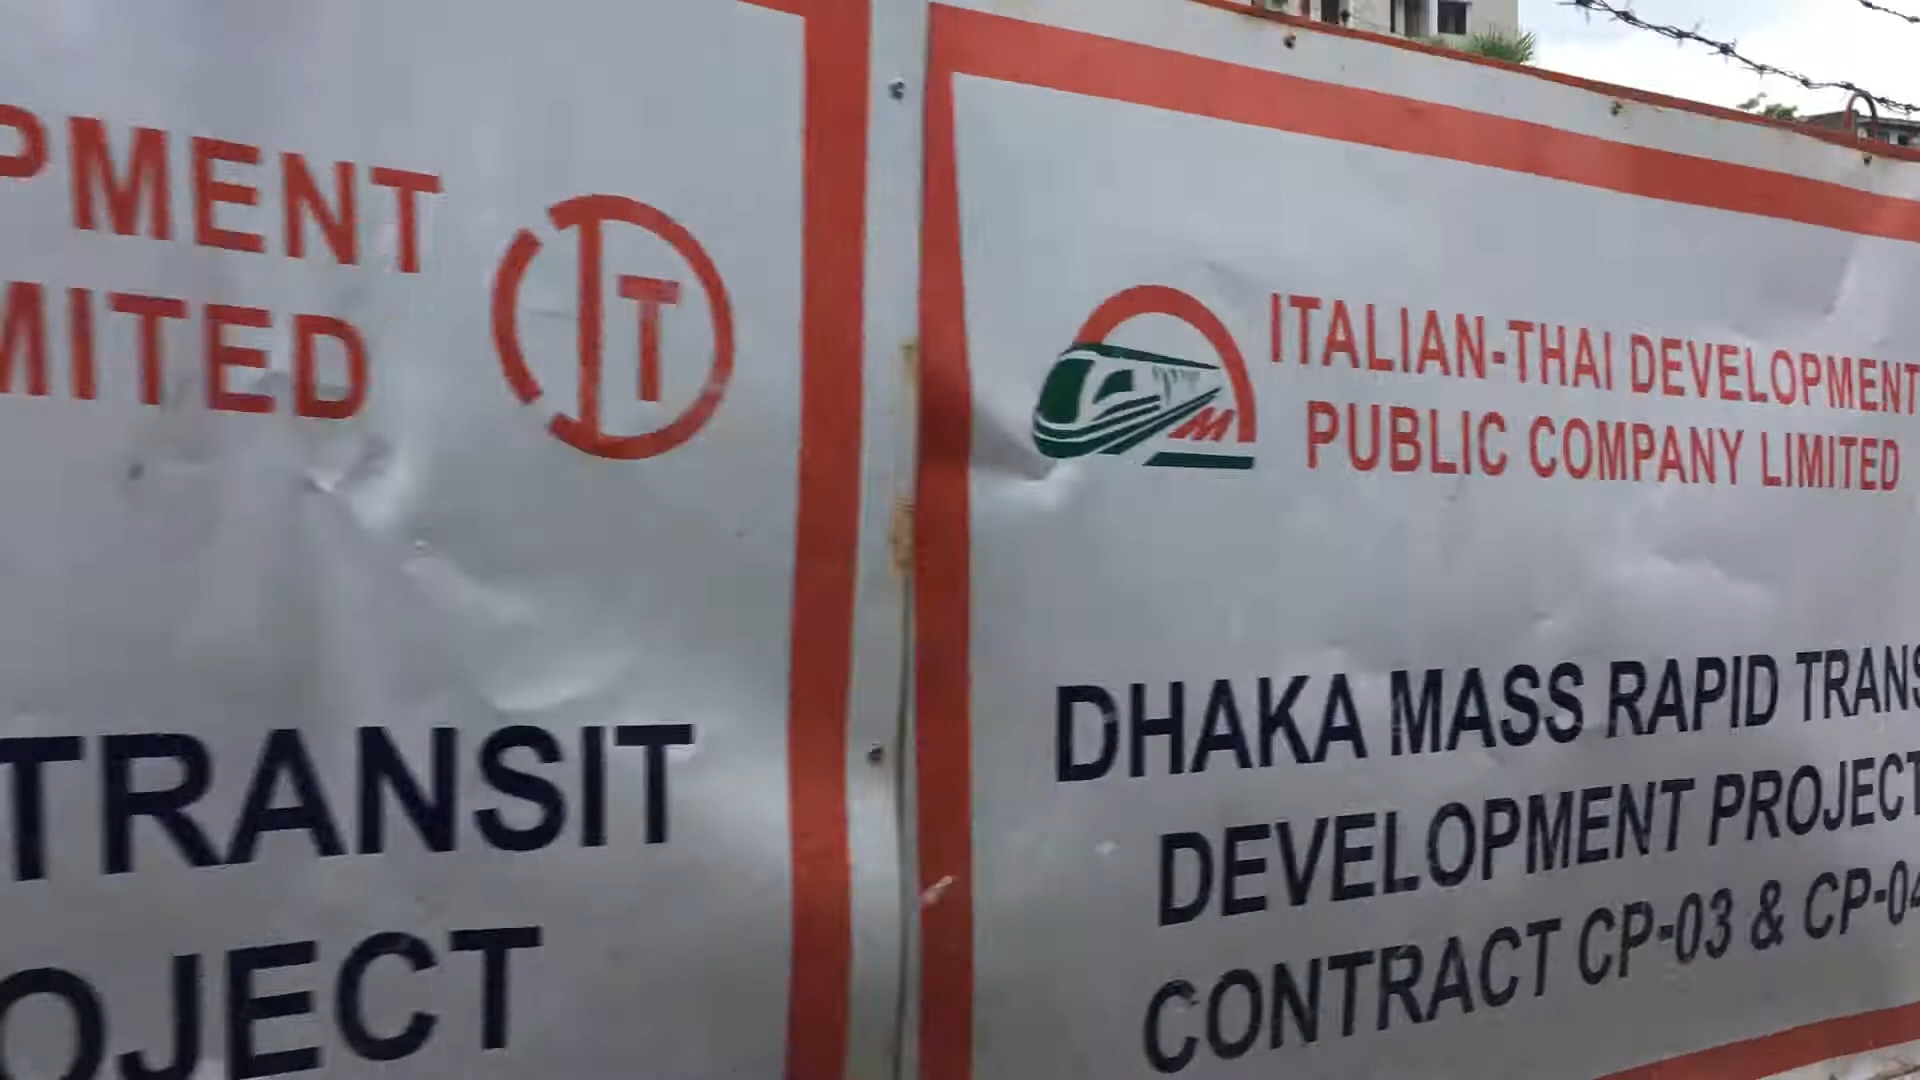 PMENT
MITED
IT
TRANSIT
OJECT
M
ITALIAN-THAI DEVELOPMENT
PUBLIC COMPANY LIMITED
DHAKA MASS RAPID TRANS
DEVELOPMENT PROJECT
CONTRACT CP-03 & CP-04